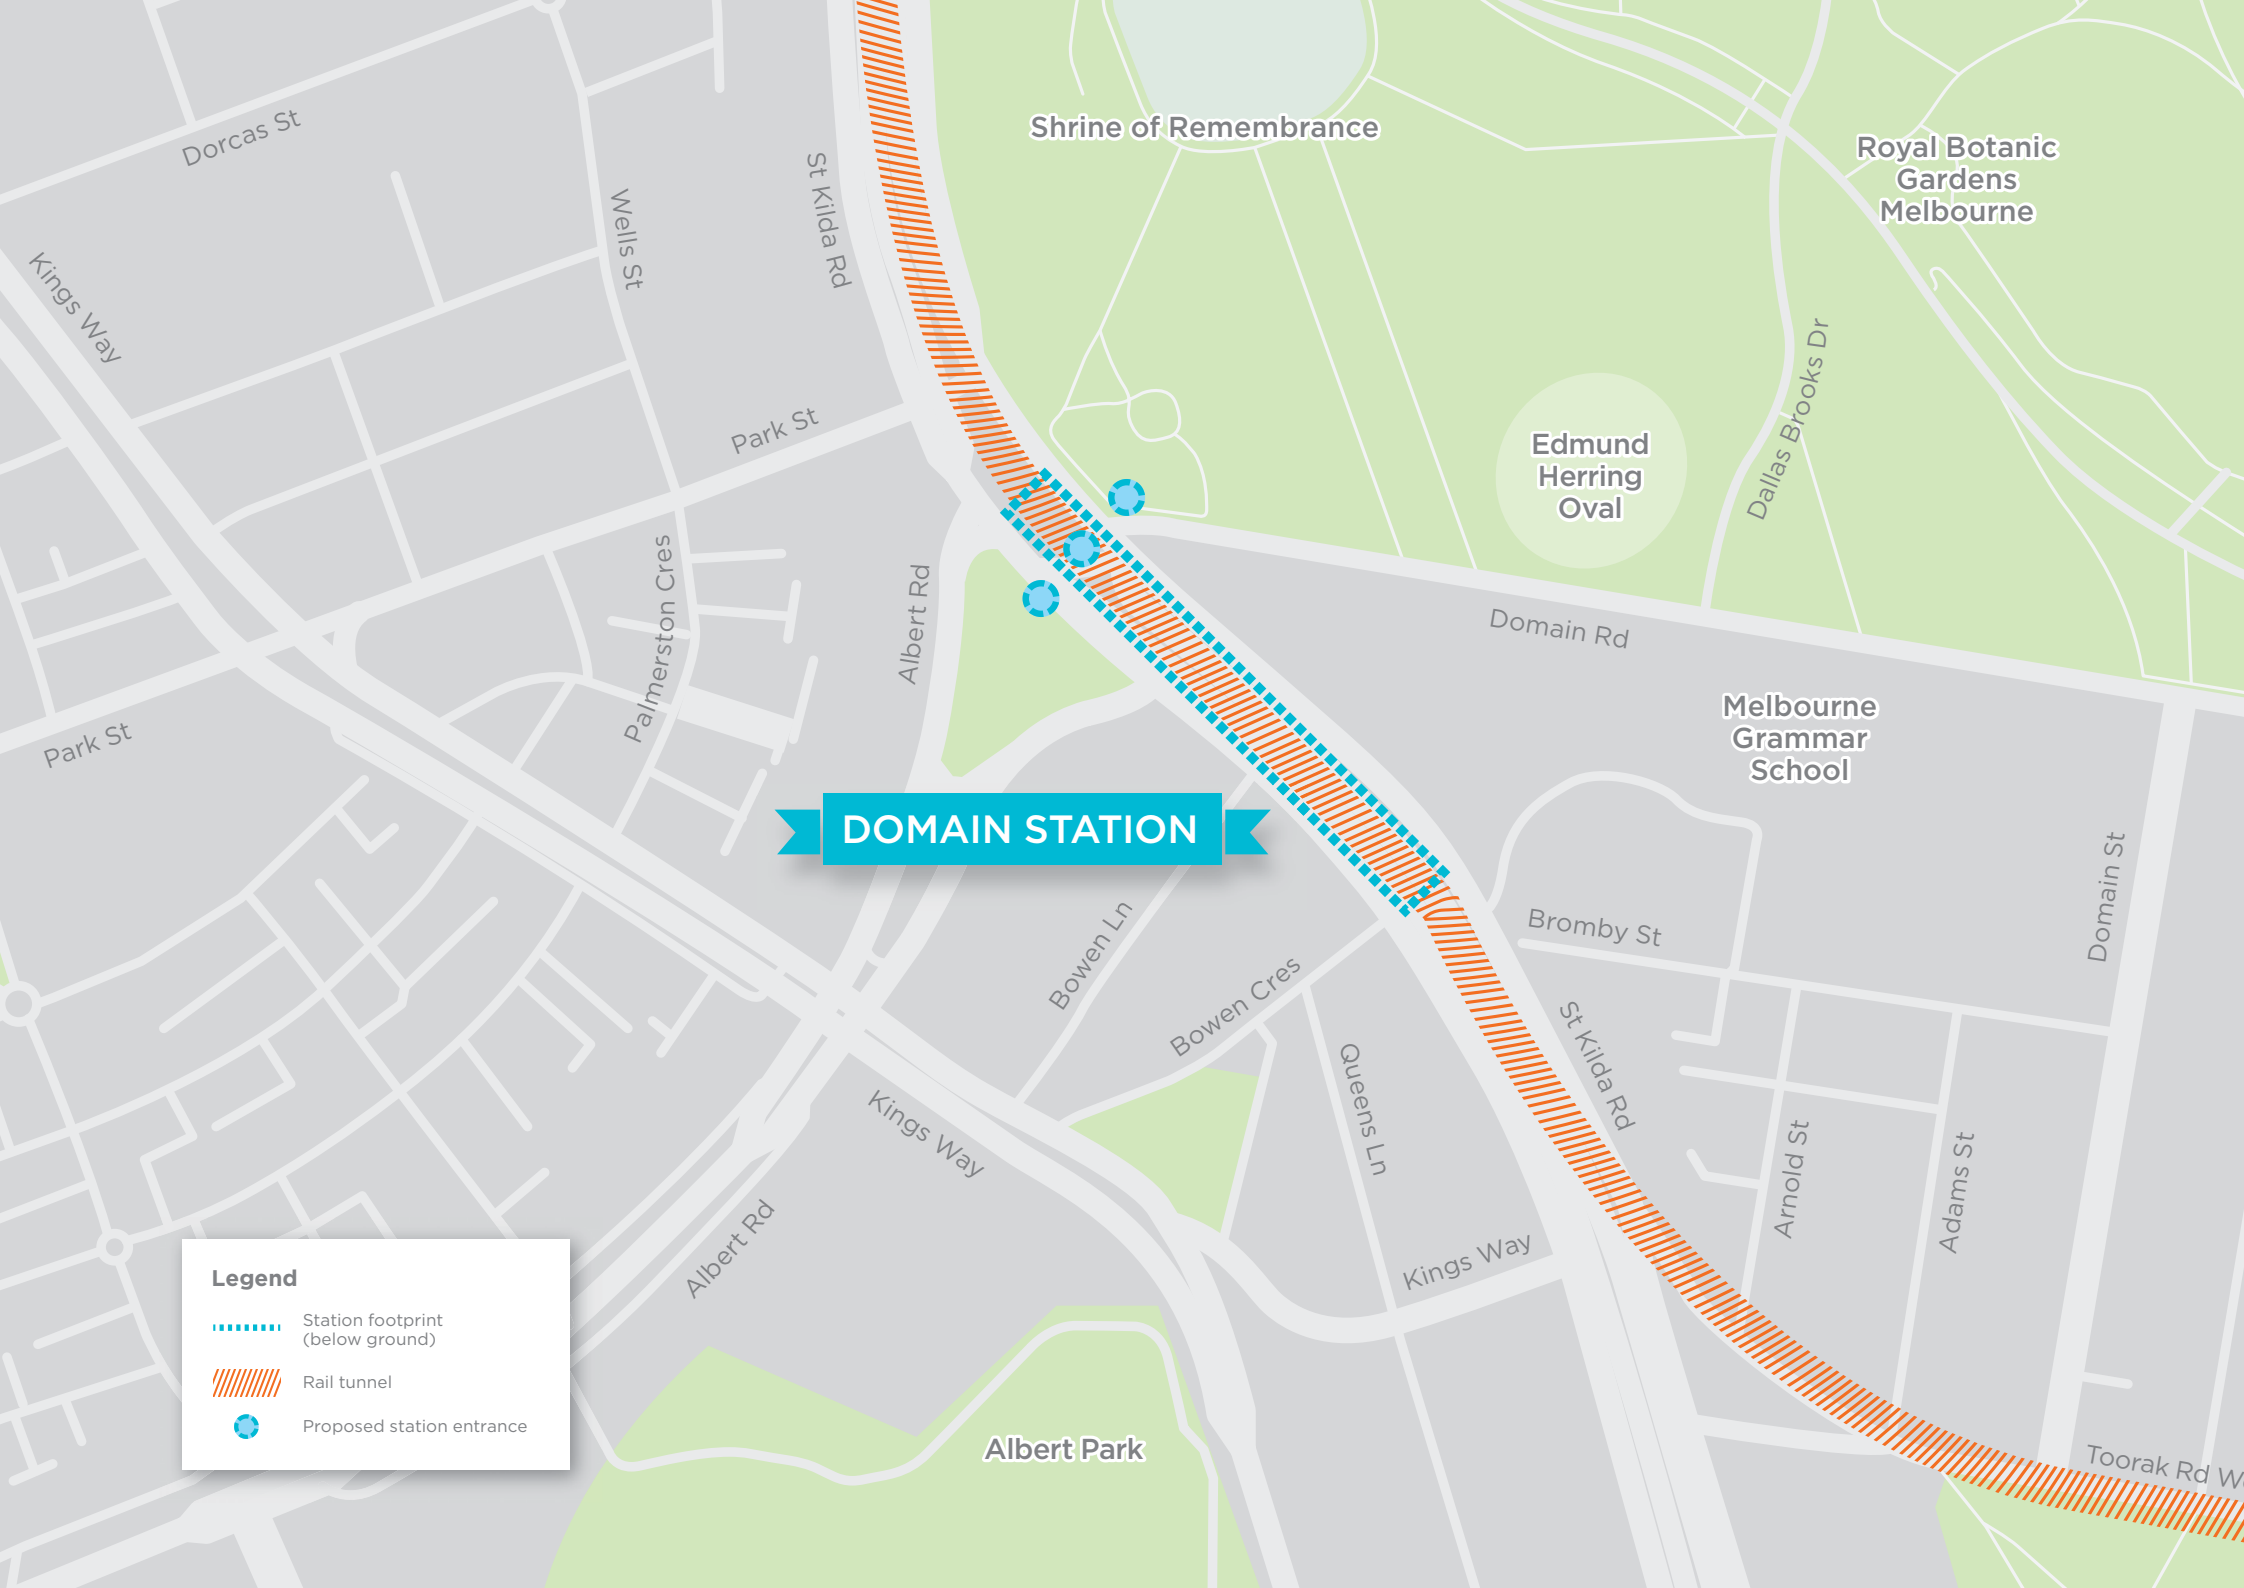 Dorcas St
Wells St
St Kilda Rd
Shrine of Remembrance
Royal Botanic
Gardens
Melbourne
Kings Way
Park St
Edmund
Herring
Oval
Dallas Brooks Dr
Palmerston Cres
Albert Rd
Domain Rd
Park St
Melbourne
Grammar
School
DOMAIN STATION
Domain St
Bowen Ln
Bromby St
Bowen Cres
Queens Ln
St Kilda Rd
Kings Way
Arnold St
Adams St
Albert Rd
Kings Way
Legend
Station footprint
(below ground)
Rail tunnel
Proposed station entrance
Albert Park
Toorak Rd